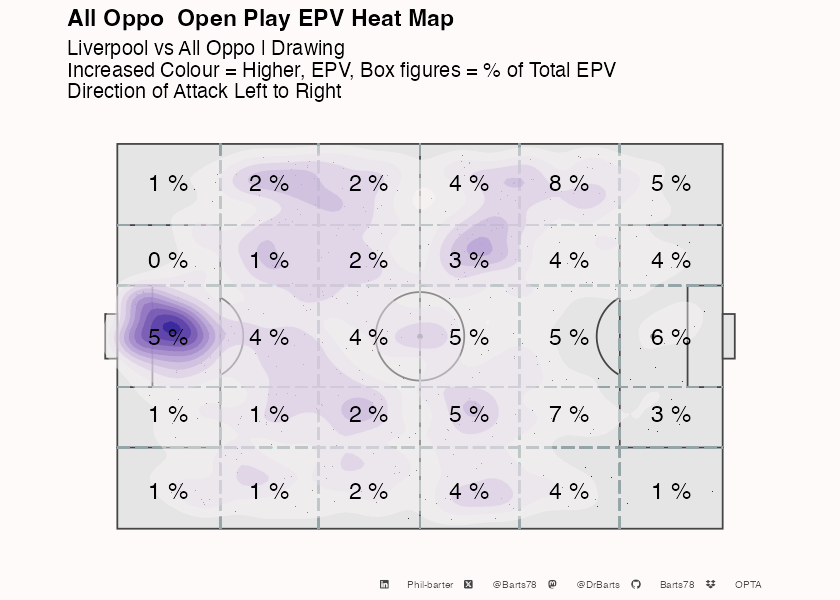 All Oppo  Open Play EPV Heat Map
Liverpool vs All Oppo | Drawing
Increased Colour = Higher, EPV, Box figures = % of Total EPV
Direction of Attack Left to Right
1 % 2 % 2 % 4 % 8 % 5 %
0 % 1 % 2 % 3 % 4 % 4 %
5 % 4 % 4 % 5 % 5 % 6 %
1 % 1 % 2 % 5 % 7 % 3 %
1 % 1 % 2 % 4 % 4 % 1 %
Phil-barter @Barts78 @DrBarts Barts78 OPTA